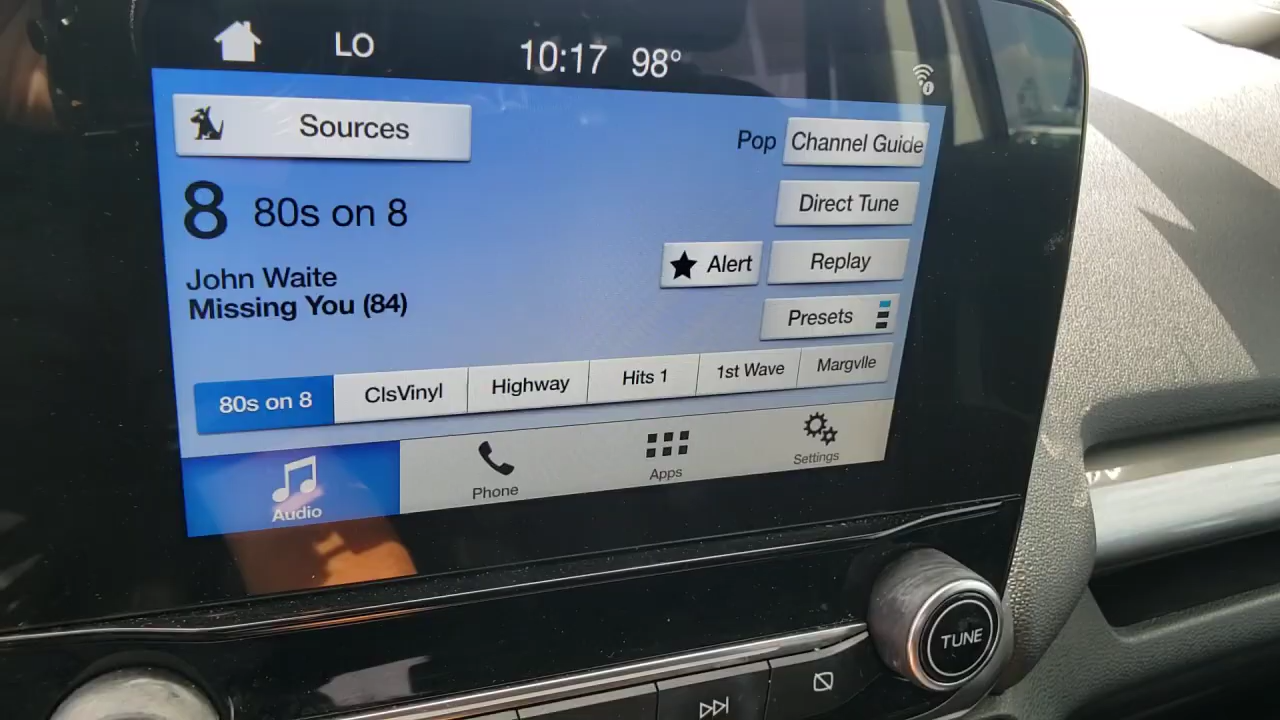 LO 10:17 98°
Sources
Pop Channel Guide
8 80s on 8
Direct Tune
Alert Replay
John Waite
Missing You (84)
Presets
80s on 8 ClsVinyl Highway Hits 1 1st Wave Margvlle
Audio Phone Apps Settings
TUNE